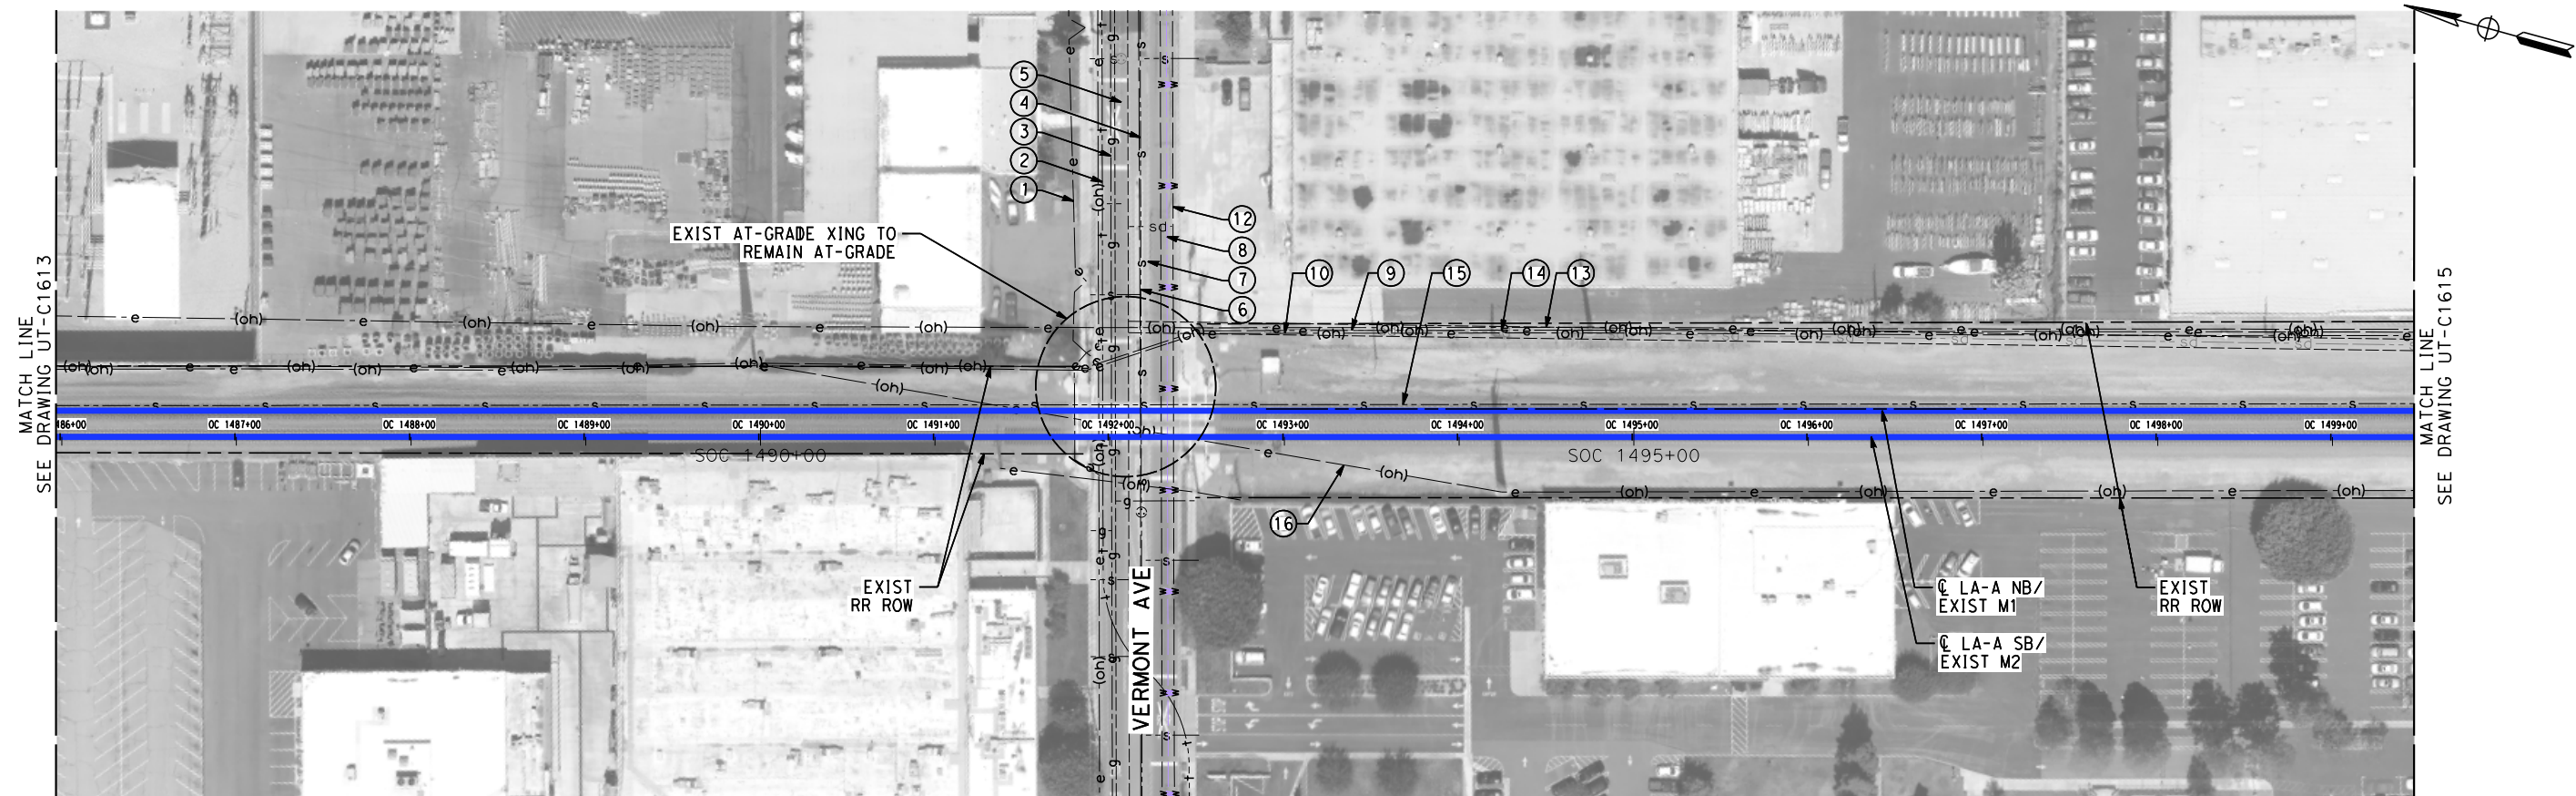 5
4
3
2
1
12
8
7
6
10
9
15
14
13
16
EXIST AT-GRADE XING TO
REMAIN AT-GRADE
MATCH LINE
SEE DRAWING UT-C1613
MATCH LINE
SEE DRAWING UT-C1615
OC 1487+00
OC 1488+00
OC 1489+00
OC 1490+00
OC 1491+00
OC 1492+00
OC 1493+00
OC 1494+00
OC 1495+00
OC 1496+00
OC 1497+00
OC 1498+00
OC 1499+00
SOC 1490+00
SOC 1495+00
EXIST
RR ROW
VERMONT AVE
℄ LA-A NB/
EXIST M1
℄ LA-A SB/
EXIST M2
EXIST
RR ROW